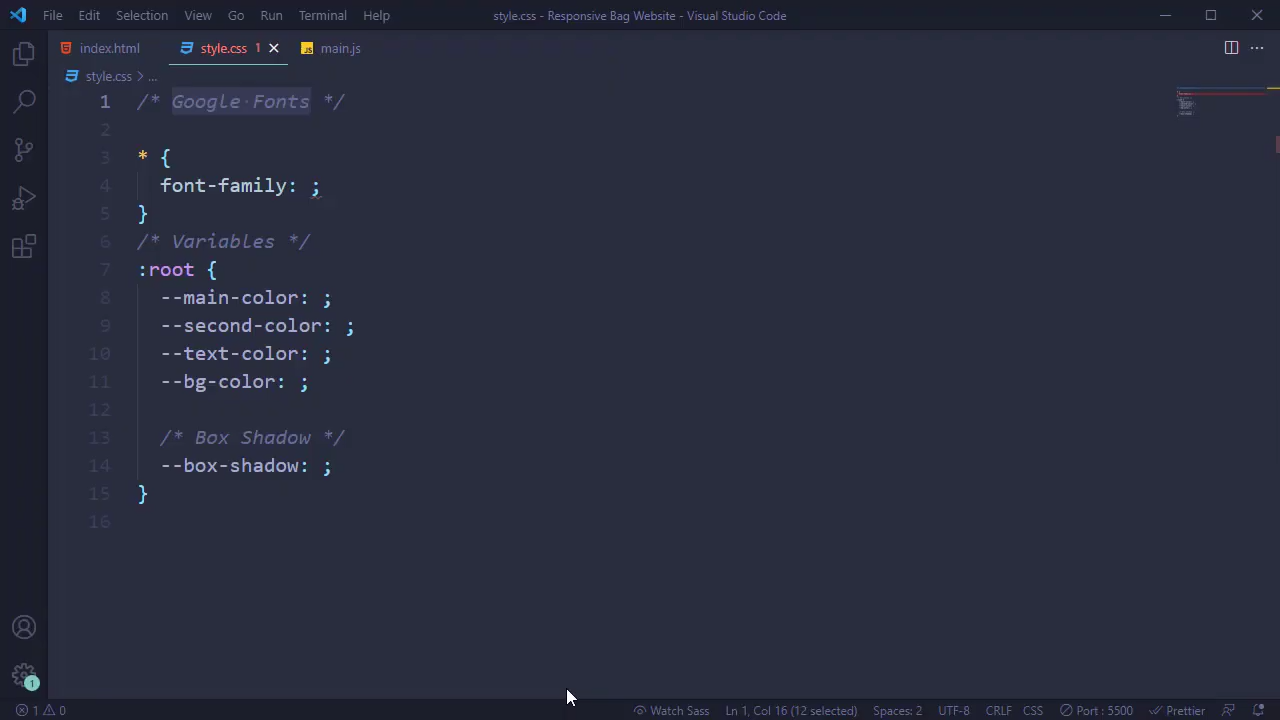 File Edit Selection View Go Run Terminal Help
style.css - Responsive Bag Website - Visual Studio Code
index.html
style.css 1
JS main.js
style.css > ...
1 /* Google Fonts */
2
3 * {
4 font-family: ;
5 }
6 /* Variables */
7 :root {
8 --main-color: ;
9 --second-color: ;
10 --text-color: ;
11 --bg-color: ;
12
13 /* Box Shadow */
14 --box-shadow: ;
15 }
16
1
1 0
Watch Sass Ln 1, Col 16 (12 selected) Spaces: 2 UTF-8 CRLF CSS Port : 5500 Prettier